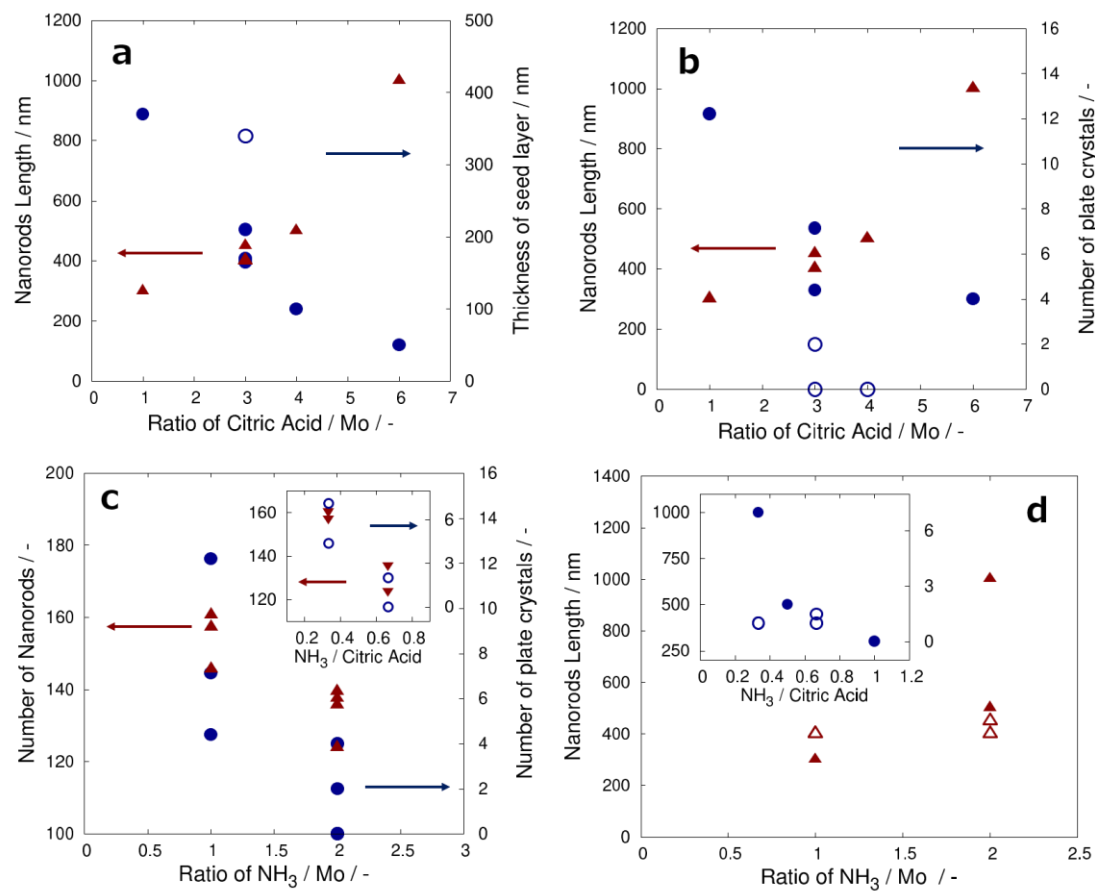 a
1200
1000
800
600
400
200
0
500
400
300
200
100
0
0 1 2 3 4 5 6 7
Nanorods Length / nm
Thickness of seed layer / nm
Ratio of Citric Acid / Mo / -
b
1200
1000
800
600
400
200
0
16
14
12
10
8
6
4
2
0
0 1 2 3 4 5 6 7
Nanorods Length / nm
Number of plate crystals / -
Ratio of Citric Acid / Mo / -
c
200
180
160
140
120
100
16
14
12
10
8
6
4
2
0
0 0.5 1 1.5 2 2.5 3
Number of Nanorods / -
Number of plate crystals / -
Ratio of NH3 / Mo / -
160
140
120
6
3
0
0.2 0.4 0.6 0.8
NH3 / Citric Acid
d
1400
1200
1000
800
600
400
200
0
0 0.5 1 1.5 2 2.5
Nanorods Length / nm
Ratio of NH3 / Mo / -
1000
750
500
250
6
3
0
0 0.2 0.4 0.6 0.8 1 1.2
NH3 / Citric Acid